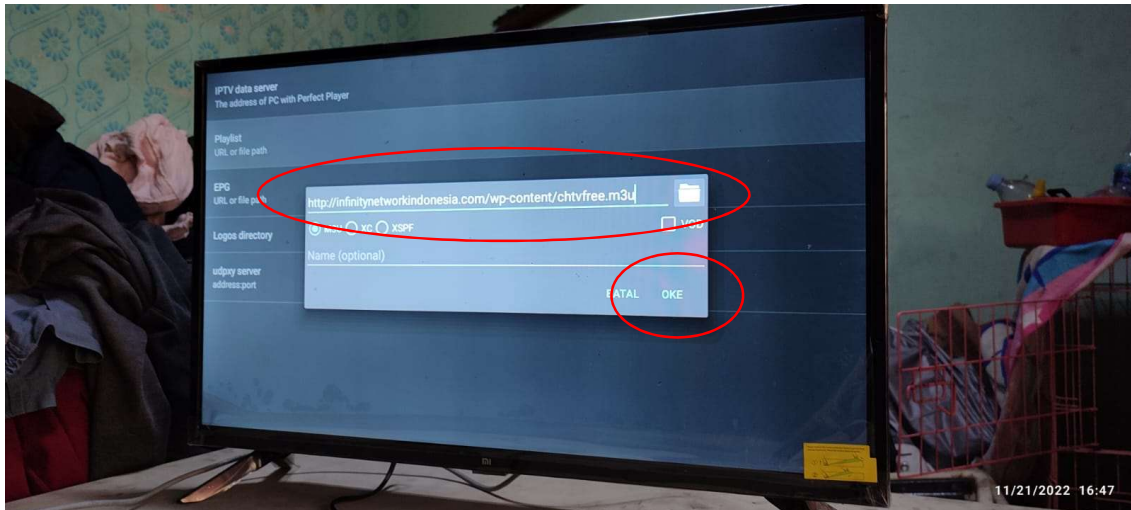 IPTV data server
The address of PC with Perfect Player
Playlist
URL or file path
EPG
URL or file path
http://infinitynetworkindonesia.com/wp-content/chtvfree.m3u
Logos directory
M3U XC XSPF VOD
Name (optional)
udpxy server
address:port
BATAL OKE
MI
11/21/2022 16:47